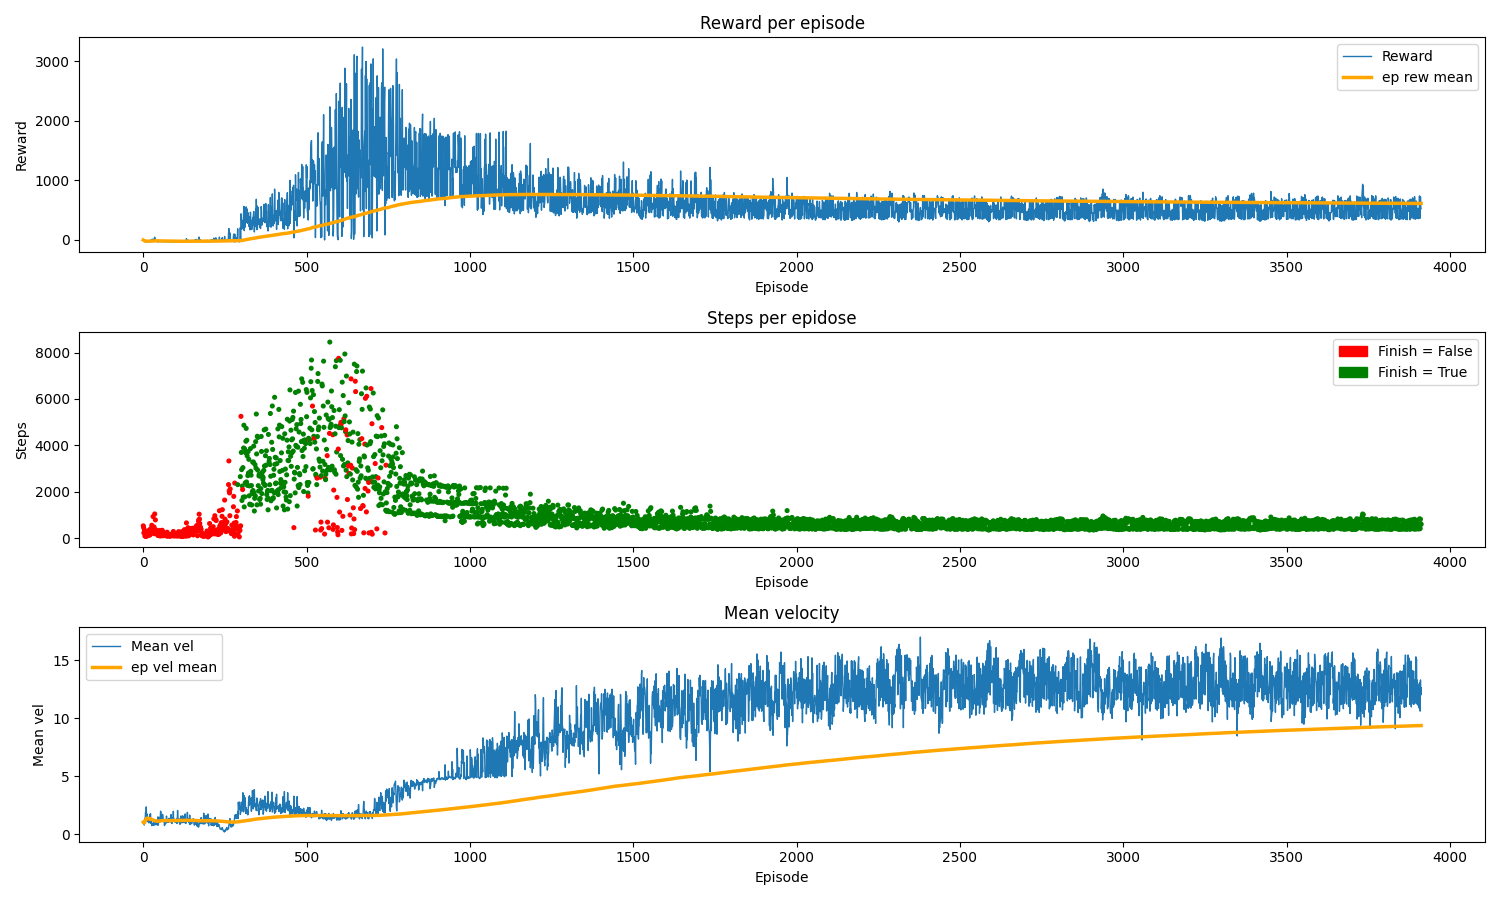 Reward per episode
Reward
3000
2000
1000
0
Reward
ep rew mean
0 500 1000 1500 2000 2500 3000 3500 4000
Episode
Steps per epidose
Steps
8000
6000
4000
2000
0
Finish = False
Finish = True
0 500 1000 1500 2000 2500 3000 3500 4000
Episode
Mean velocity
Mean vel
15
10
5
0
Mean vel
ep vel mean
0 500 1000 1500 2000 2500 3000 3500 4000
Episode